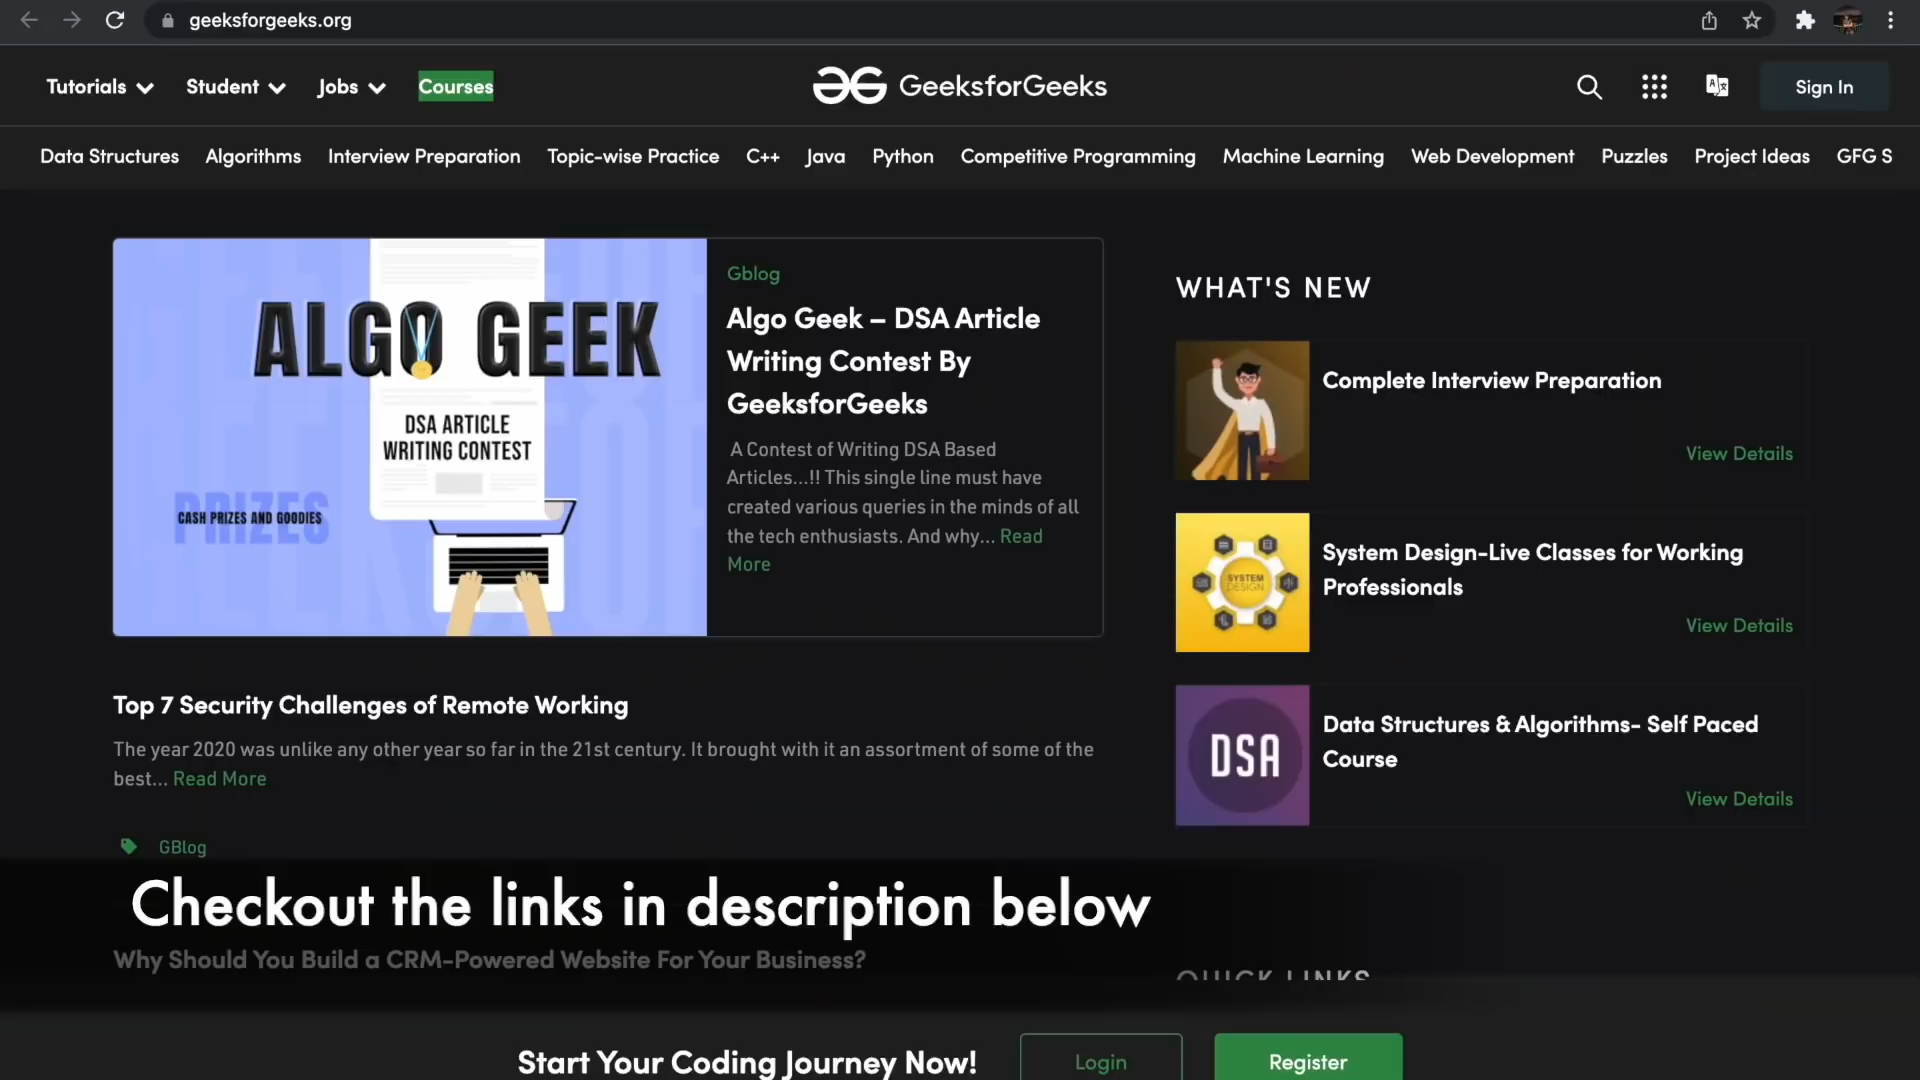 geeksforgeeks.org
Tutorials Student Jobs Courses GeeksforGeeks Sign In
Data Structures Algorithms Interview Preparation Topic-wise Practice C++ Java Python Competitive Programming Machine Learning Web Development Puzzles Project Ideas GFG S
ALGO GEEK
DSA ARTICLE
WRITING CONTEST
PRIZES
CASH PRIZES AND GOODIES
Gblog
Algo Geek – DSA Article
Writing Contest By
GeeksforGeeks
A Contest of Writing DSA Based
Articles...!! This single line must have
created various queries in the minds of all
the tech enthusiasts. And why... Read
More
WHAT'S NEW
Complete Interview Preparation
View Details
SYSTEM
DESIGN
System Design-Live Classes for Working
Professionals
View Details
DSA
Data Structures & Algorithms- Self Paced
Course
View Details
Top 7 Security Challenges of Remote Working
The year 2020 was unlike any other year so far in the 21st century. It brought with it an assortment of some of the
best... Read More
GBlog
Checkout the links in description below
Why Should You Build a CRM-Powered Website For Your Business?
QUICK LINKS
Start Your Coding Journey Now! Login Register